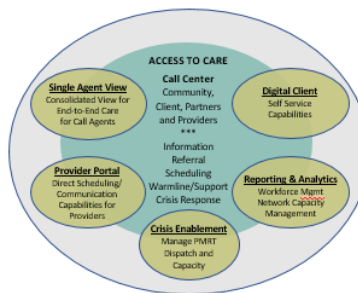 ACCESS TO CARE
Call Center
Community,
Client, Partners
and Providers
***
Information
Referral
Scheduling
Warmline/Support
Crisis Response
Single Agent View
Consolidated View for
End-to-End Care
for Call Agents
Digital Client
Self Service
Capabilities
Provider Portal
Direct Scheduling/
Communication
Capabilities for
Providers
Reporting & Analytics
Workforce Mgmt
Network Capacity
Management
Crisis Enablement
Manage PMRT
Dispatch and
Capacity